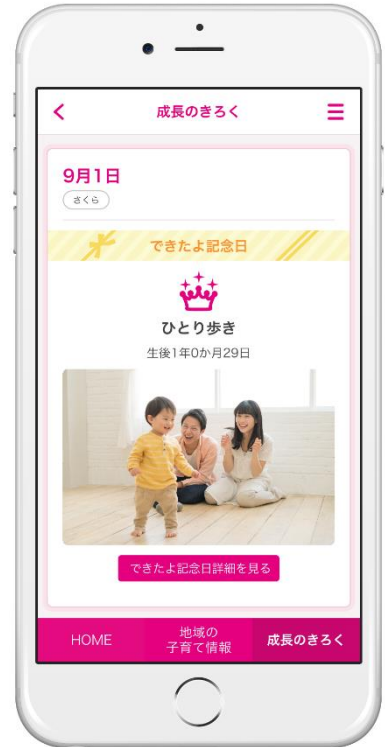 成長のきろく
9月1日
さくら
できたよ記念日
ひとり歩き
生後1年0か月29日
できたよ記念日詳細を見る
HOME
地域の
子育て情報
成長のきろく